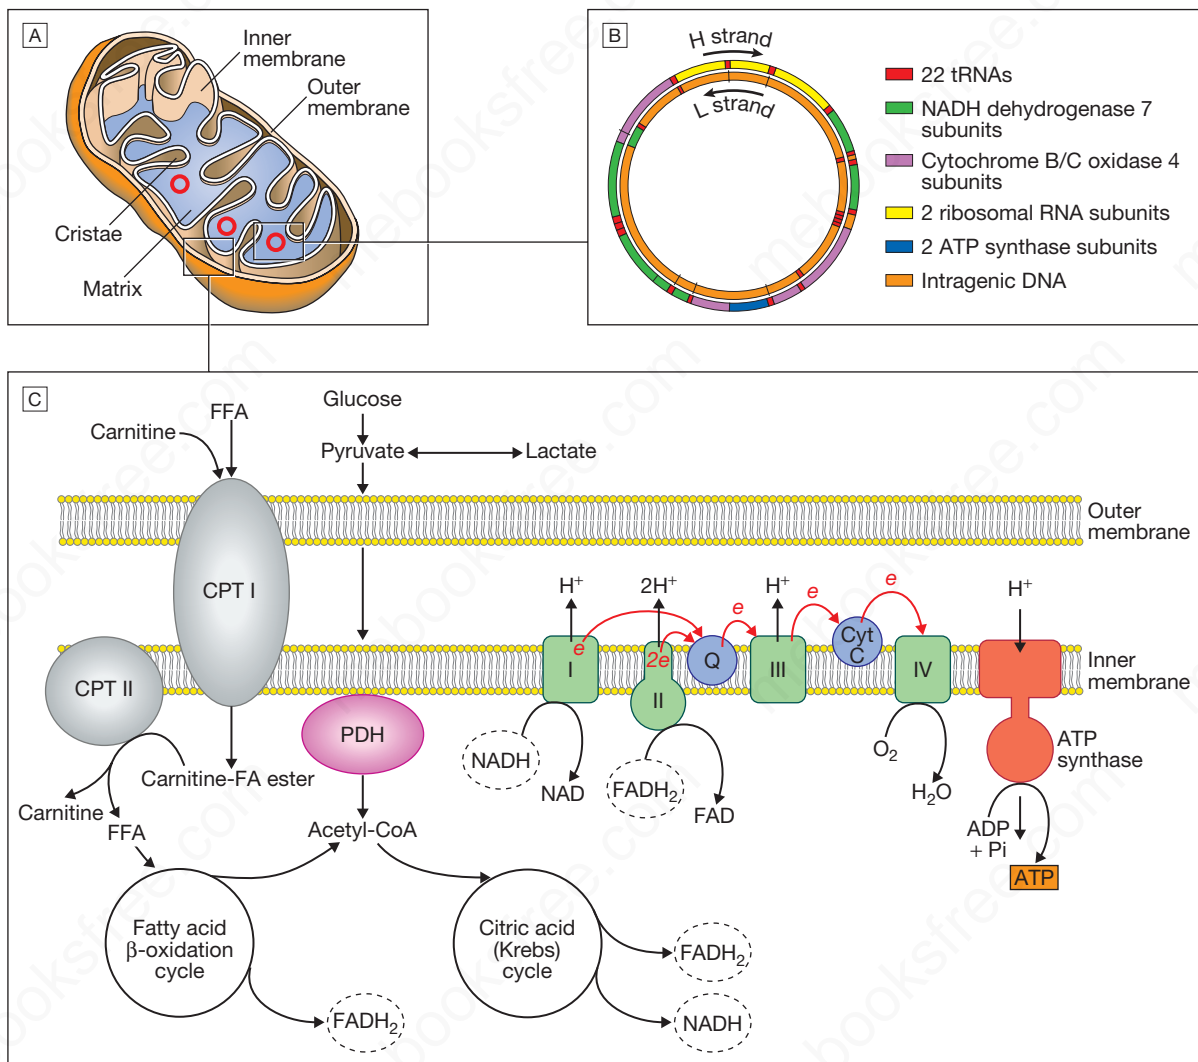 A
Inner
membrane
Outer
membrane
Cristae
Matrix
B
H strand
L strand
22 tRNAs
NADH dehydrogenase 7
subunits
Cytochrome B/C oxidase 4
subunits
2 ribosomal RNA subunits
2 ATP synthase subunits
Intragenic DNA
C
Carnitine
FFA
Glucose
Pyruvate
Lactate
Outer
membrane
CPT I
H⁺
2H⁺
H⁺
H⁺
e
e
e
e
2e
I
II
Q
III
Cyt
C
IV
Inner
membrane
CPT II
PDH
NADH
NAD
FADH₂
FAD
O₂
H₂O
ATP
synthase
ADP
+ Pi
ATP
Carnitine-FA ester
Carnitine
FFA
Acetyl-CoA
Fatty acid
β-oxidation
cycle
Citric acid
(Krebs)
cycle
FADH₂
FADH₂
NADH
mebooksfree.com